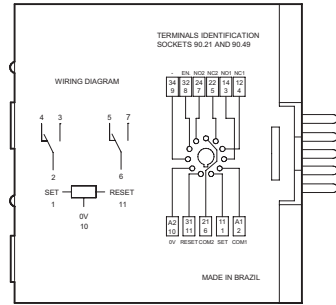 TERMINALS IDENTIFICATION
SOCKETS 90.21 AND 90.49
- EN. NO2 NC2 NO1 NC1
34 32 24 22 14 12
9 8 7 5 3 4
WIRING DIAGRAM
4 3 5 7
2 6
SET RESET
1 11
0V
10
A2 31 21 11 A1
10 11 6 1 2
0V RESET COM2 SET COM1
MADE IN BRAZIL